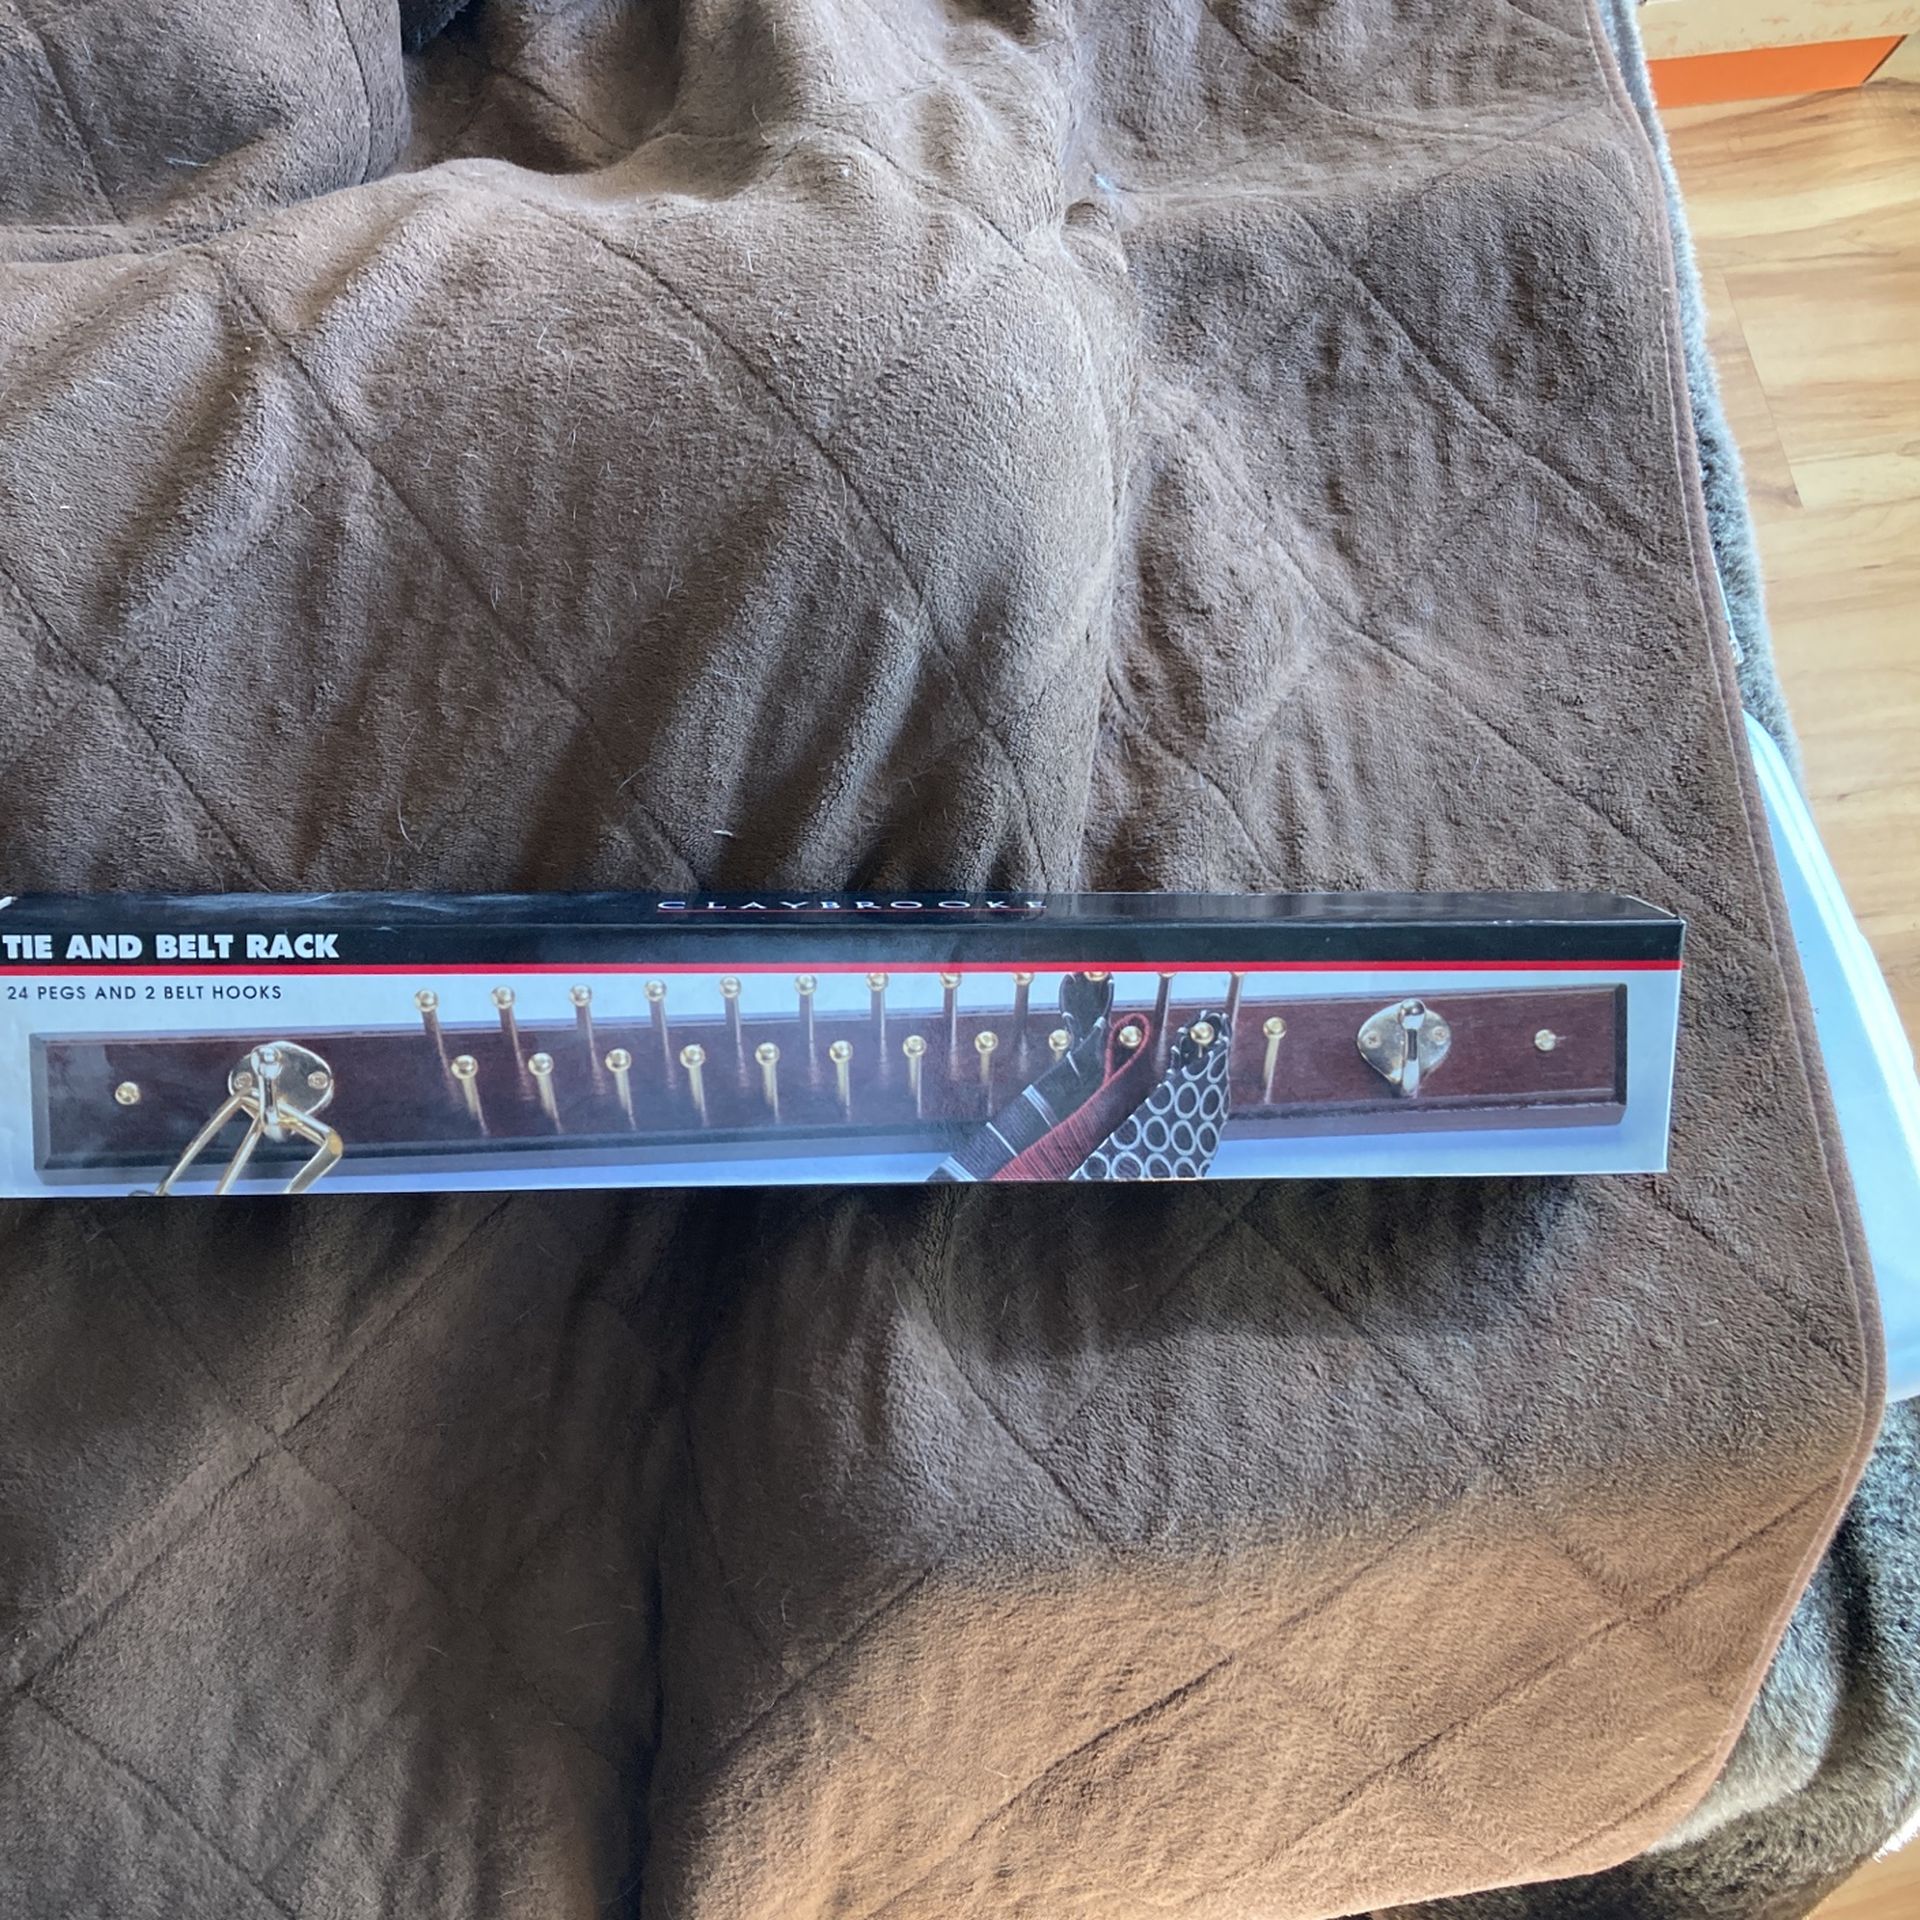 CLAYBROOKE
TIE AND BELT RACK
24 PEGS AND 2 BELT HOOKS